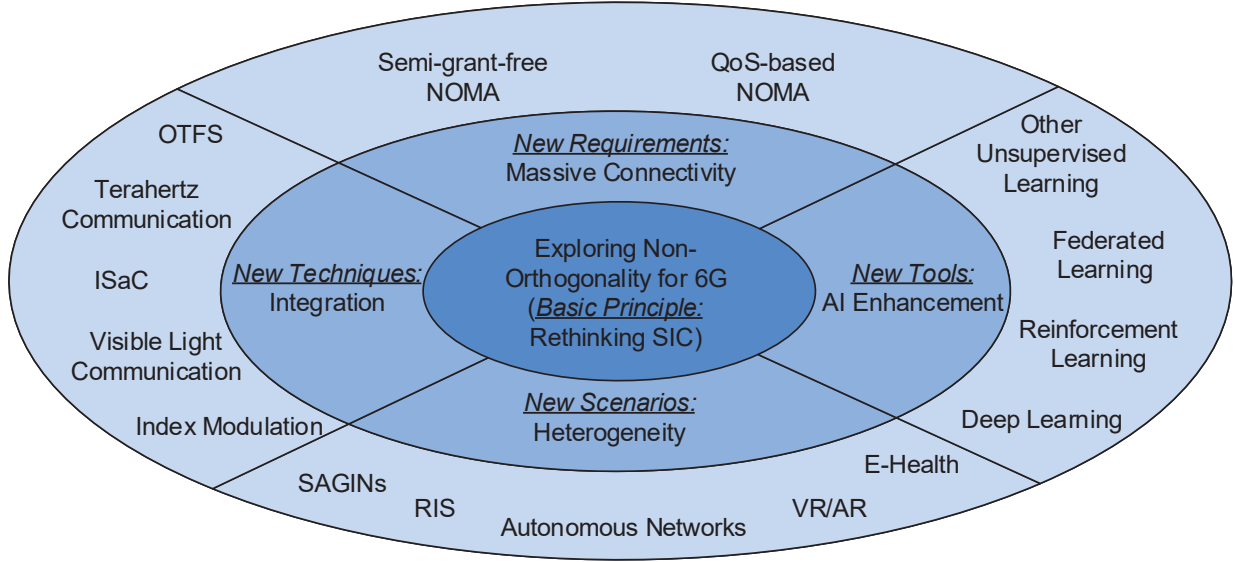 Semi-grant-free
NOMA
QoS-based
NOMA
OTFS
Terahertz
Communication
ISaC
Visible Light
Communication
Index Modulation
New Requirements:
Massive Connectivity
New Techniques:
Integration
Exploring Non-
Orthogonality for 6G
(Basic Principle:
Rethinking SIC)
New Tools:
AI Enhancement
New Scenarios:
Heterogeneity
Other
Unsupervised
Learning
Federated
Learning
Reinforcement
Learning
Deep Learning
SAGINs
RIS
Autonomous Networks
VR/AR
E-Health